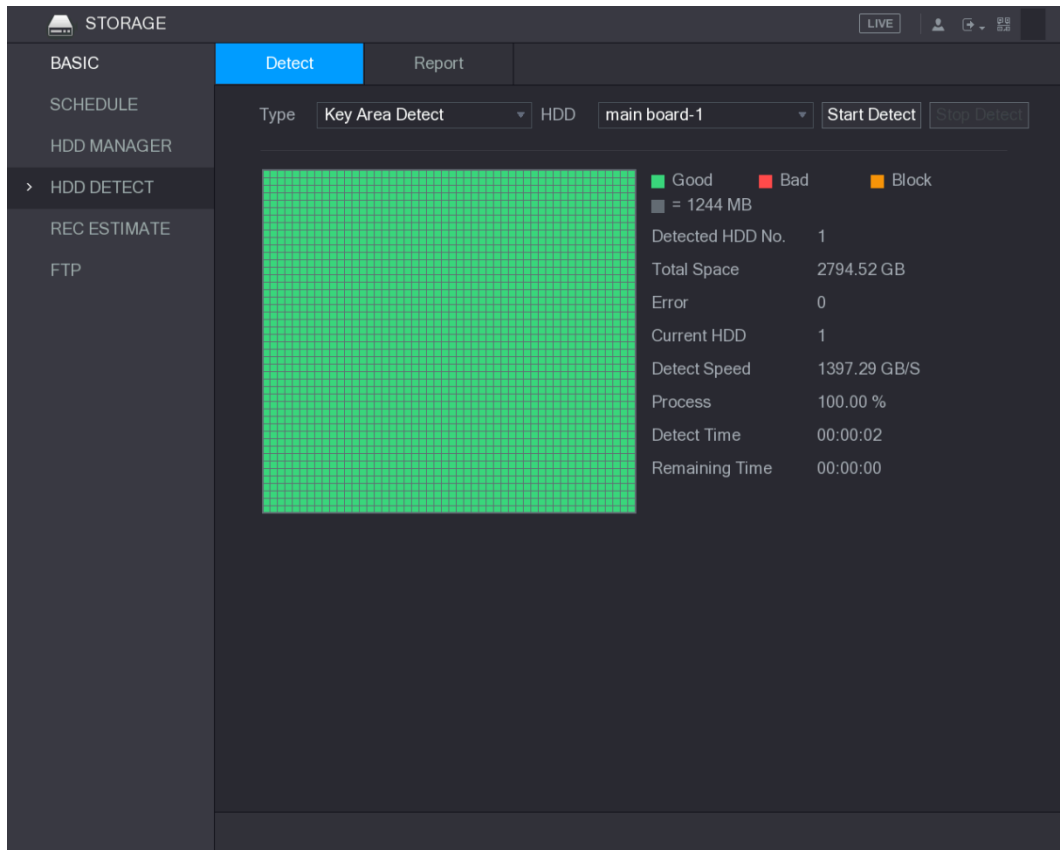 STORAGE
LIVE
BASIC
SCHEDULE
HDD MANAGER
HDD DETECT
REC ESTIMATE
FTP
Detect Report
Type Key Area Detect HDD main board-1 Start Detect Stop Detect
Good Bad Block
= 1244 MB
Detected HDD No. 1
Total Space 2794.52 GB
Error 0
Current HDD 1
Detect Speed 1397.29 GB/S
Process 100.00 %
Detect Time 00:00:02
Remaining Time 00:00:00